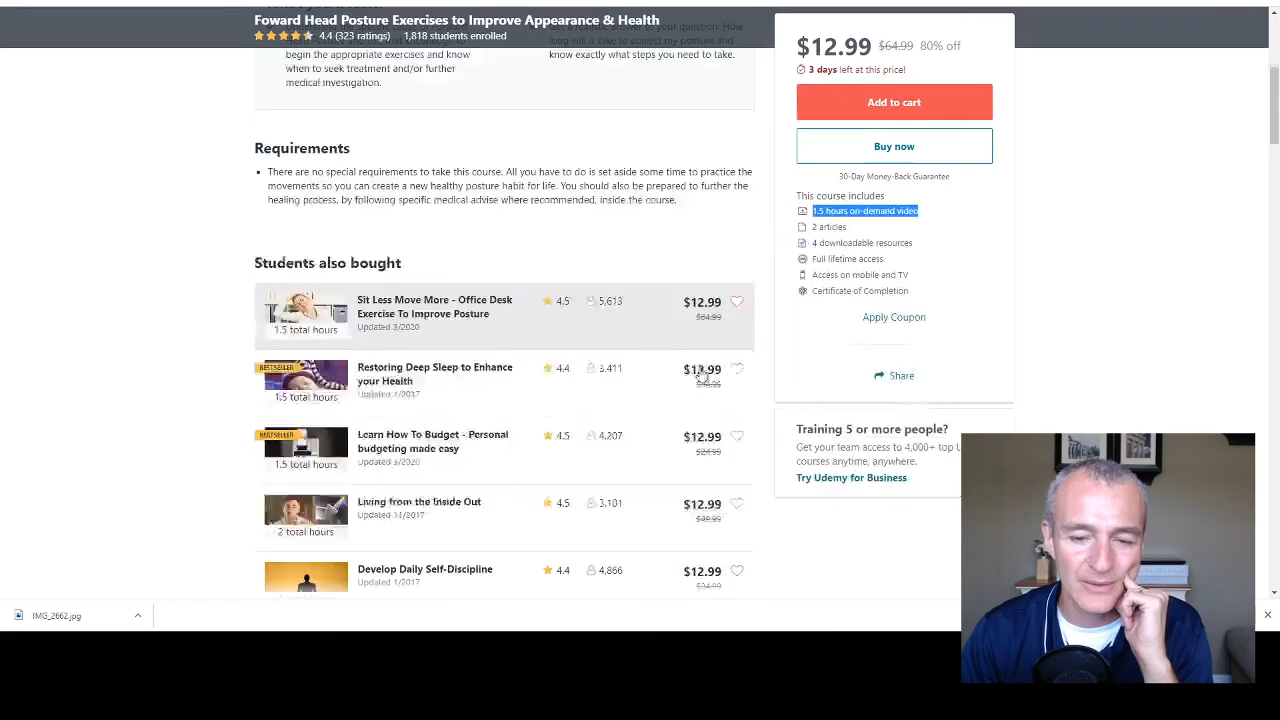 Foward Head Posture Exercises to Improve Appearance & Health
4.4 (323 ratings) 1,818 students enrolled
begin the appropriate exercises and know
when to seek treatment and/or further
medical investigation.
long will is take to correct my posture and
know exactly what steps you need to take.
Requirements
There are no special requirements to take this course. All you have to do is set aside some time to practice the
movements so you can create a new healthy posture habit for life. You should also be prepared to further the
healing process, by following specific medical advise where recommended, inside the course.
Students also bought
Sit Less Move More - Office Desk
Exercise To Improve Posture
Updated 3/2020
1.5 total hours
4.5 5,613 $12.99
$64.99
BESTSELLER
Restoring Deep Sleep to Enhance
your Health
Updated 1/2017
1.5 total hours
4.4 3,411 $12.99
BESTSELLER
Learn How To Budget - Personal
budgeting made easy
Updated 3/2020
1.5 total hours
4.5 4,207 $12.99
$24.99
Living from the Inside Out
Updated 11/2017
2 total hours
4.5 3,101 $12.99
Develop Daily Self-Discipline
Updated 1/2017
4.4 4,866 $12.99
$34.99
$12.99 $64.99 80% off
3 days left at this price!
Add to cart
Buy now
30-Day Money-Back Guarantee
This course includes
1.5 hours on-demand video
2 articles
4 downloadable resources
Full lifetime access
Access on mobile and TV
Certificate of Completion
Apply Coupon
Share
Training 5 or more people?
Get your team access to 4,000+ top U
courses anytime, anywhere.
Try Udemy for Business
IMG_2662.jpg